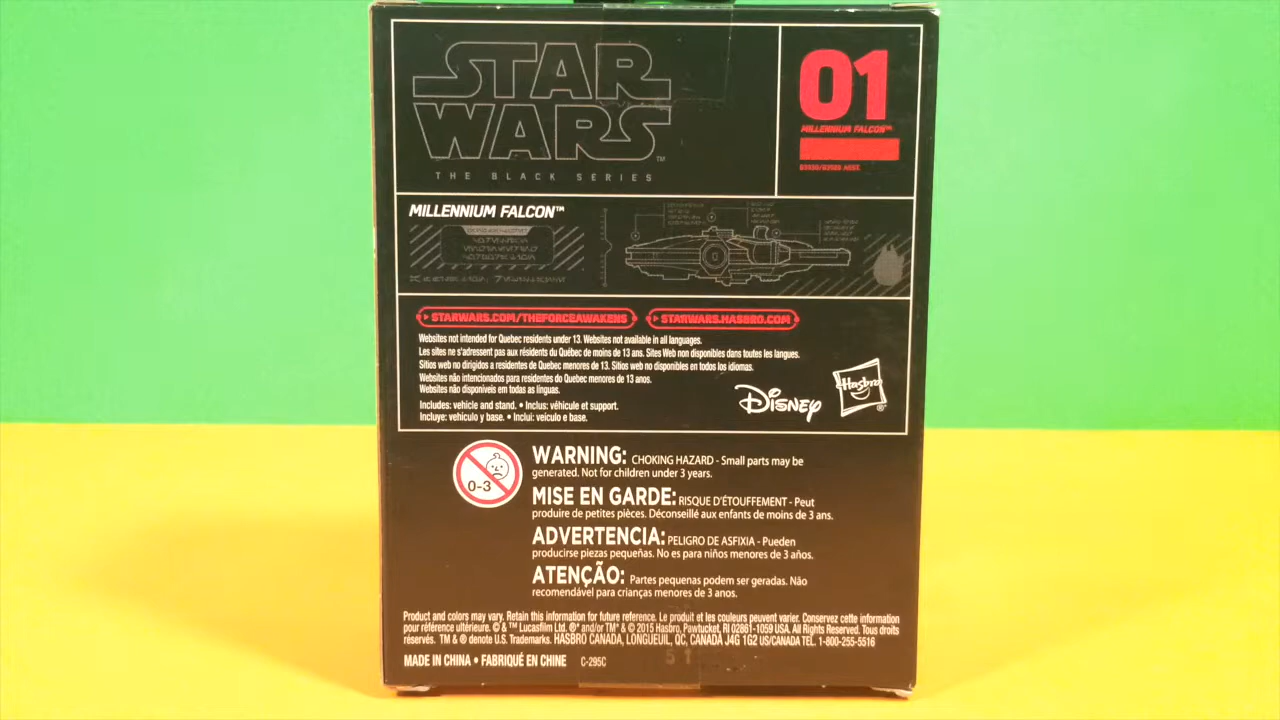 STAR
WARS™
THE BLACK SERIES
01
MILLENNIUM FALCON™
MILLENNIUM FALCON™
STARWARS.COM/THEFORCEAWAKENS
STARWARS.HASBRO.COM
Websites not intended for Quebec residents under 13. Websites not available in all languages.
Les sites ne s'adressent pas aux résidents du Québec de moins de 13 ans. Sites Web non disponibles dans toutes les langues.
Sitios web no dirigidos a residentes de Quebec menores de 13. Sitios web no disponibles en todos los idiomas.
Websites não intencionados para residentes do Quebec menores de 13 anos.
Websites não disponíveis em todas as línguas.
Includes: vehicle and stand. • Inclus: véhicule et support.
Incluye: vehículo y base. • Inclui: veículo e base.
Disney
Hasbro®
0-3
WARNING: CHOKING HAZARD - Small parts may be
generated. Not for children under 3 years.
MISE EN GARDE: RISQUE D'ÉTOUFFEMENT - Peut
produire de petites pièces. Déconseillé aux enfants de moins de 3 ans.
ADVERTENCIA: PELIGRO DE ASFIXIA - Pueden
producirse piezas pequeñas. No es para niños menores de 3 años.
ATENÇÃO: Partes pequenas podem ser geradas. Não
recomendável para crianças menores de 3 anos.
Product and colors may vary. Retain this information for future reference. Le produit et les couleurs peuvent varier. Conservez cette information
pour référence ultérieure. © & ™ Lucasfilm Ltd. ®* and/or TM* & © 2015 Hasbro, Pawtucket, RI 02861-1059 USA. All Rights Reserved. Tous droits
réservés. TM & ® denote U.S. Trademarks. HASBRO CANADA, LONGUEUIL, QC, CANADA J4G 1G2 US/CANADA TEL. 1-800-255-5516
MADE IN CHINA • FABRIQUÉ EN CHINE C-295C
51